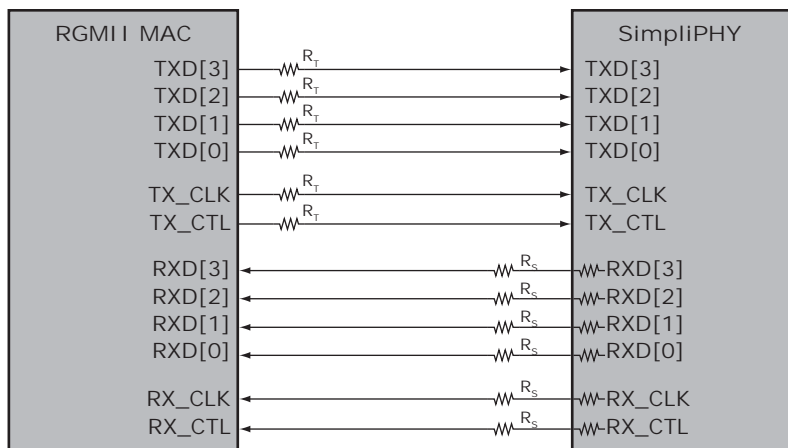 RGMII MAC SimpliPHY
TXD[3] R_T TXD[3]
TXD[2] R_T TXD[2]
TXD[1] R_T TXD[1]
TXD[0] R_T TXD[0]
TX_CLK R_T TX_CLK
TX_CTL R_T TX_CTL
RXD[3] R_S RXD[3]
RXD[2] R_S RXD[2]
RXD[1] R_S RXD[1]
RXD[0] R_S RXD[0]
RX_CLK R_S RX_CLK
RX_CTL R_S RX_CTL